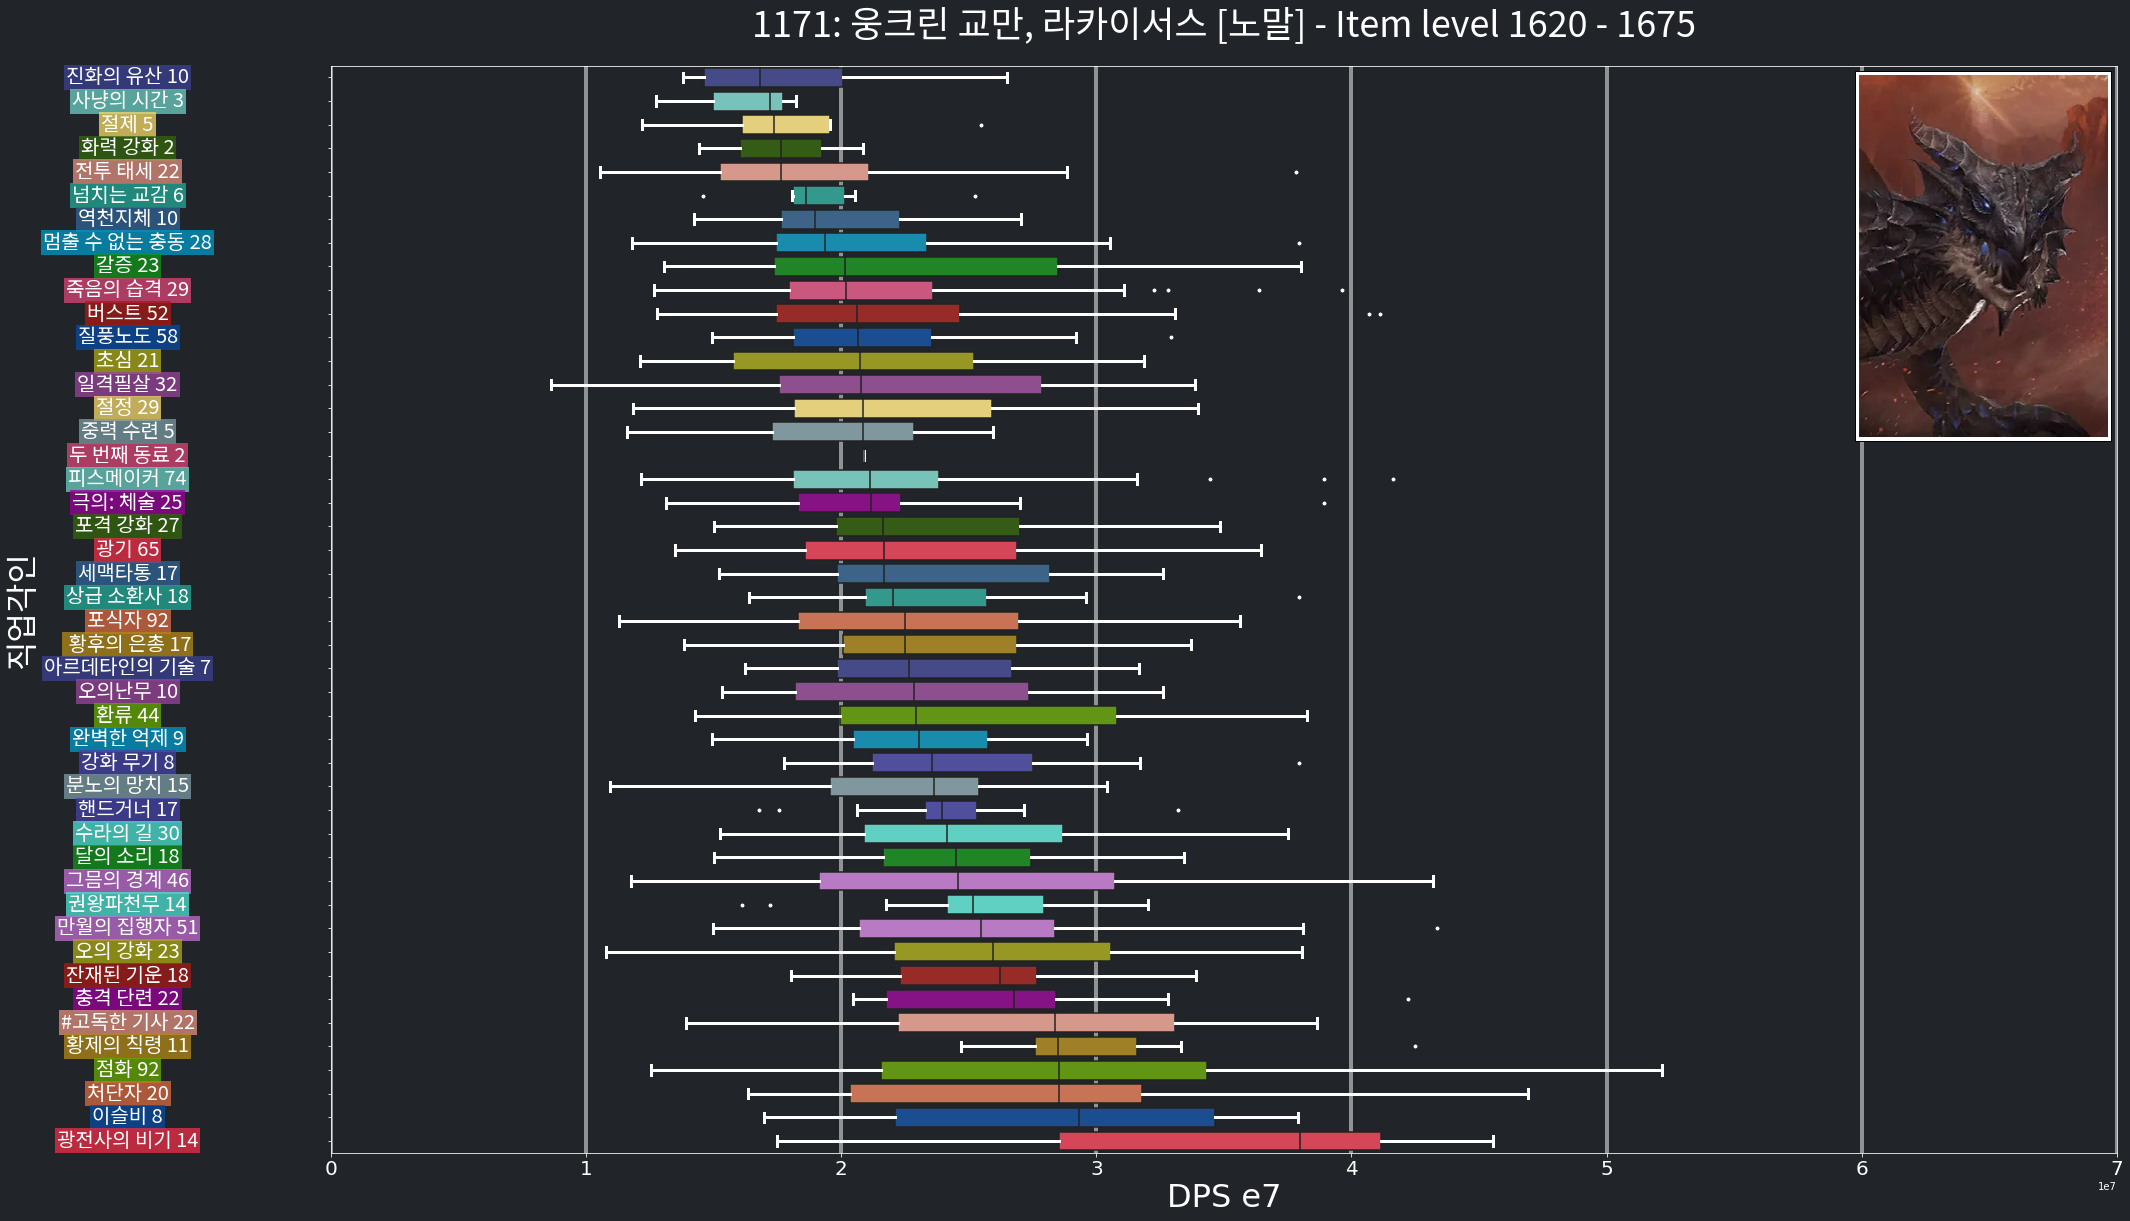 1171: 웅크린 교만, 라카이서스 [노말] - Item level 1620 - 1675
직업각인
진화의 유산 10
사냥의 시간 3
절제 5
화력 강화 2
전투 태세 22
넘치는 교감 6
역천지체 10
멈출 수 없는 충동 28
갈증 23
죽음의 습격 29
버스트 52
질풍노도 58
초심 21
일격필살 32
절정 29
중력 수련 5
두 번째 동료 2
피스메이커 74
극의: 체술 25
포격 강화 27
광기 65
세맥타통 17
상급 소환사 18
포식자 92
황후의 은총 17
아르데타인의 기술 7
오의난무 10
환류 44
완벽한 억제 9
강화 무기 8
분노의 망치 15
핸드거너 17
수라의 길 30
달의 소리 18
그믐의 경계 46
권왕파천무 14
만월의 집행자 51
오의 강화 23
잔재된 기운 18
충격 단련 22
#고독한 기사 22
황제의 칙령 11
점화 92
처단자 20
이슬비 8
광전사의 비기 14
0 1 2 3 4 5 6 7
1e7
DPS e7